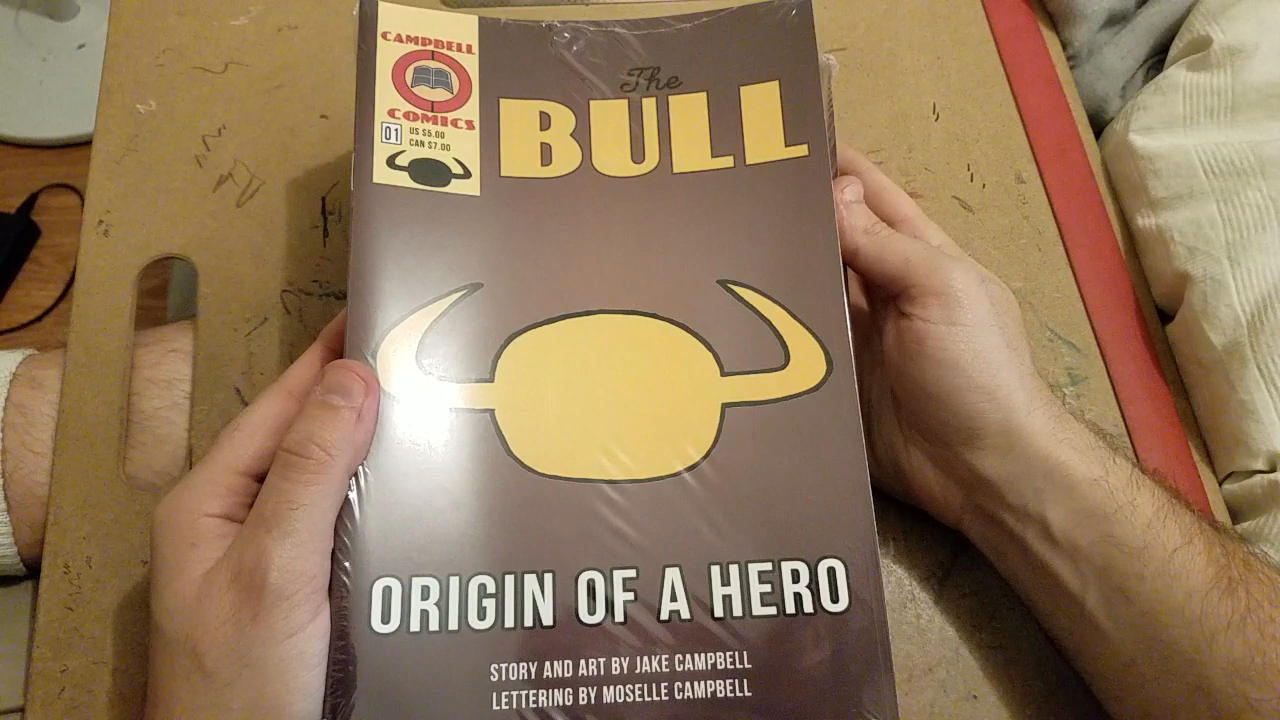 CAMPBELL
COMICS
01
US $5.00
CAN $7.00
The
BULL
ORIGIN OF A HERO
STORY AND ART BY JAKE CAMPBELL
LETTERING BY MOSELLE CAMPBELL